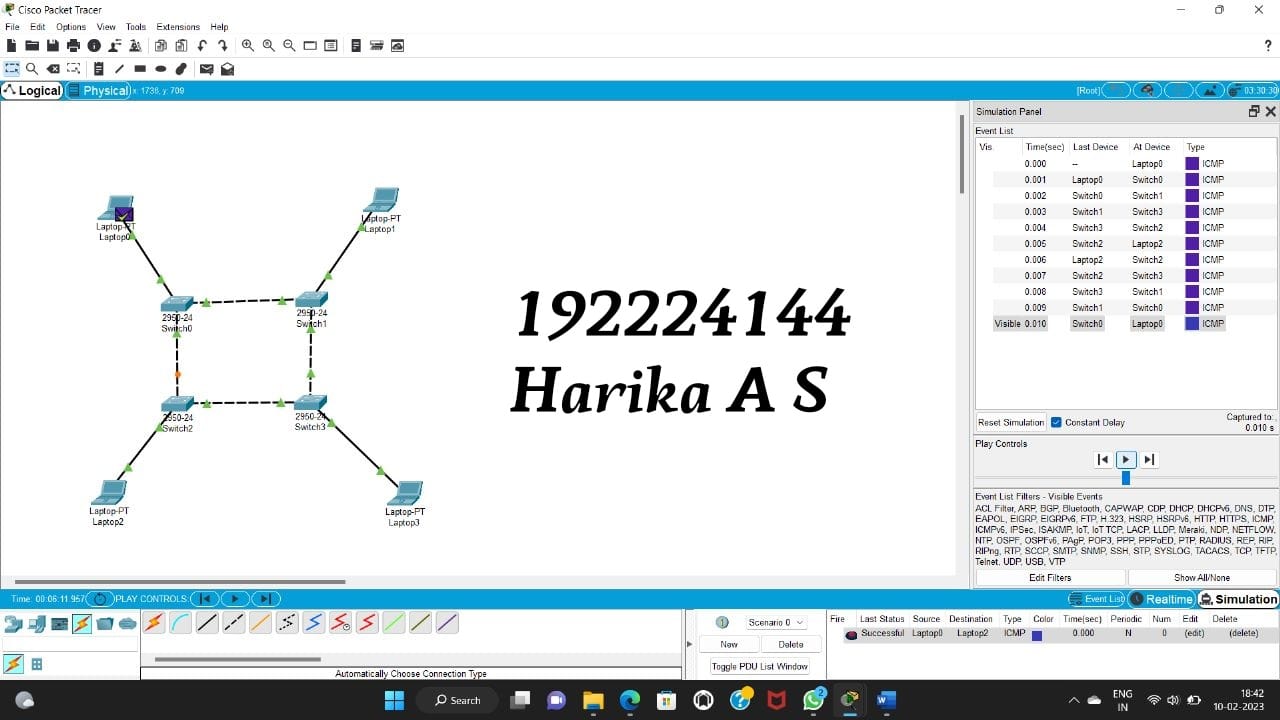 Cisco Packet Tracer
File Edit Options View Tools Extensions Help
?
Logical Physical x: 1736, y: 709 [Root] 03:30:30
Laptop-PT
Laptop0
Laptop-PT
Laptop1
2950-24
Switch0
2950-24
Switch1
2950-24
Switch2
2950-24
Switch3
Laptop-PT
Laptop2
Laptop-PT
Laptop3
192224144
Harika A S
Simulation Panel
Event List
Vis. Time(sec) Last Device At Device Type
0.000 -- Laptop0 ICMP
0.001 Laptop0 Switch0 ICMP
0.002 Switch0 Switch1 ICMP
0.003 Switch1 Switch3 ICMP
0.004 Switch3 Switch2 ICMP
0.005 Switch2 Laptop2 ICMP
0.006 Laptop2 Switch2 ICMP
0.007 Switch2 Switch3 ICMP
0.008 Switch3 Switch1 ICMP
0.009 Switch1 Switch0 ICMP
Visible 0.010 Switch0 Laptop0 ICMP
Reset Simulation Constant Delay Captured to:
0.010 s
Play Controls
Event List Filters - Visible Events
ACL Filter, ARP, BGP, Bluetooth, CAPWAP, CDP, DHCP, DHCPv6, DNS, DTP,
EAPOL, EIGRP, EIGRPv6, FTP, H.323, HSRP, HSRPv6, HTTP, HTTPS, ICMP,
ICMPv6, IPSec, ISAKMP, IoT, IoT TCP, LACP, LLDP, Meraki, NDP, NETFLOW,
NTP, OSPF, OSPFv6, PAgP, POP3, PPP, PPPoED, PTP, RADIUS, REP, RIP,
RIPng, RTP, SCCP, SMTP, SNMP, SSH, STP, SYSLOG, TACACS, TCP, TFTP,
Telnet, UDP, USB, VTP
Edit Filters Show All/None
Time: 00:06:11.957 PLAY CONTROLS: Event List Realtime Simulation
Scenario 0
New Delete
Toggle PDU List Window
Fire Last Status Source Destination Type Color Time(sec) Periodic Num Edit Delete
Successful Laptop0 Laptop2 ICMP 0.000 N 0 (edit) (delete)
Automatically Choose Connection Type
Search
2
ENG
IN
18:42
10-02-2023